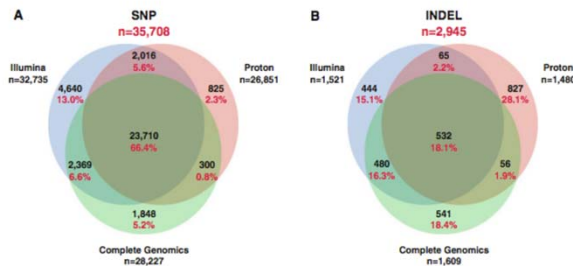 A
SNP
n=35,708
Illumina
n=32,735
Proton
n=26,851
2,016
5.6%
4,640
13.0%
825
2.3%
23,710
66.4%
2,369
6.6%
300
0.8%
1,848
5.2%
Complete Genomics
n=28,227
B
INDEL
n=2,945
Illumina
n=1,521
Proton
n=1,480
65
2.2%
444
15.1%
827
28.1%
532
18.1%
480
16.3%
56
1.9%
541
18.4%
Complete Genomics
n=1,609